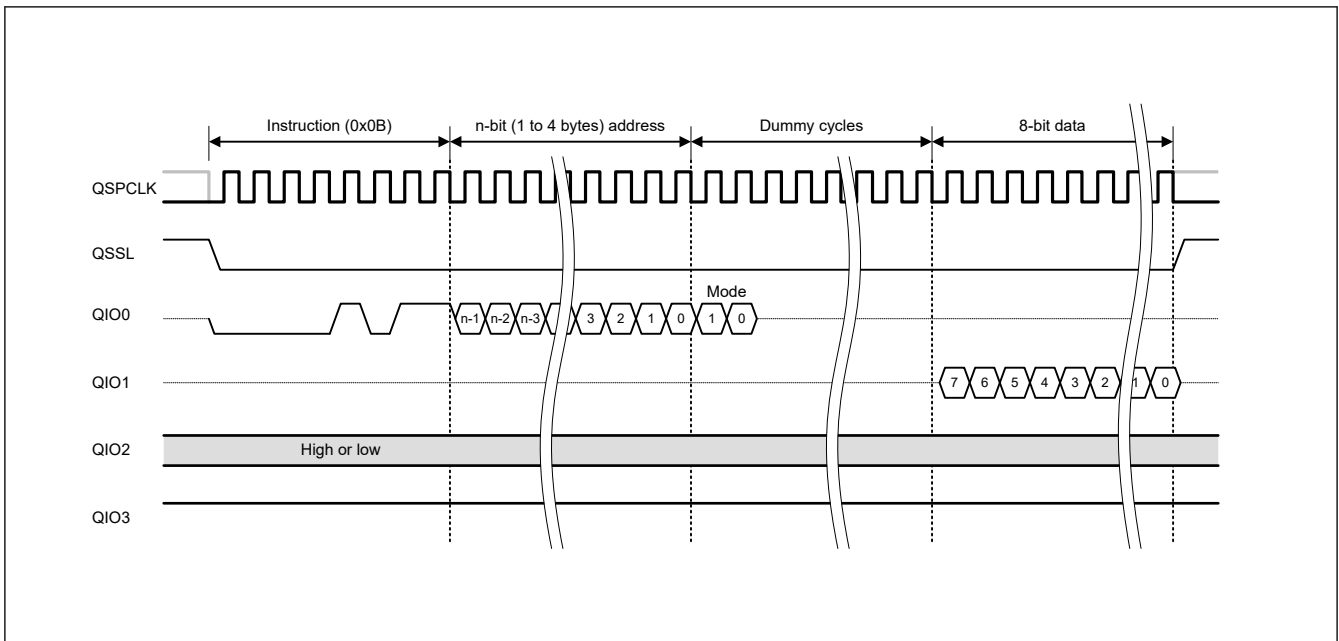 Instruction (0x0B) n-bit (1 to 4 bytes) address Dummy cycles 8-bit data
QSPCLK
QSSL
Mode
QIO0 n-1 n-2 n-3 3 2 1 0 1 0
QIO1 7 6 5 4 3 2 1 0
QIO2 High or low
QIO3